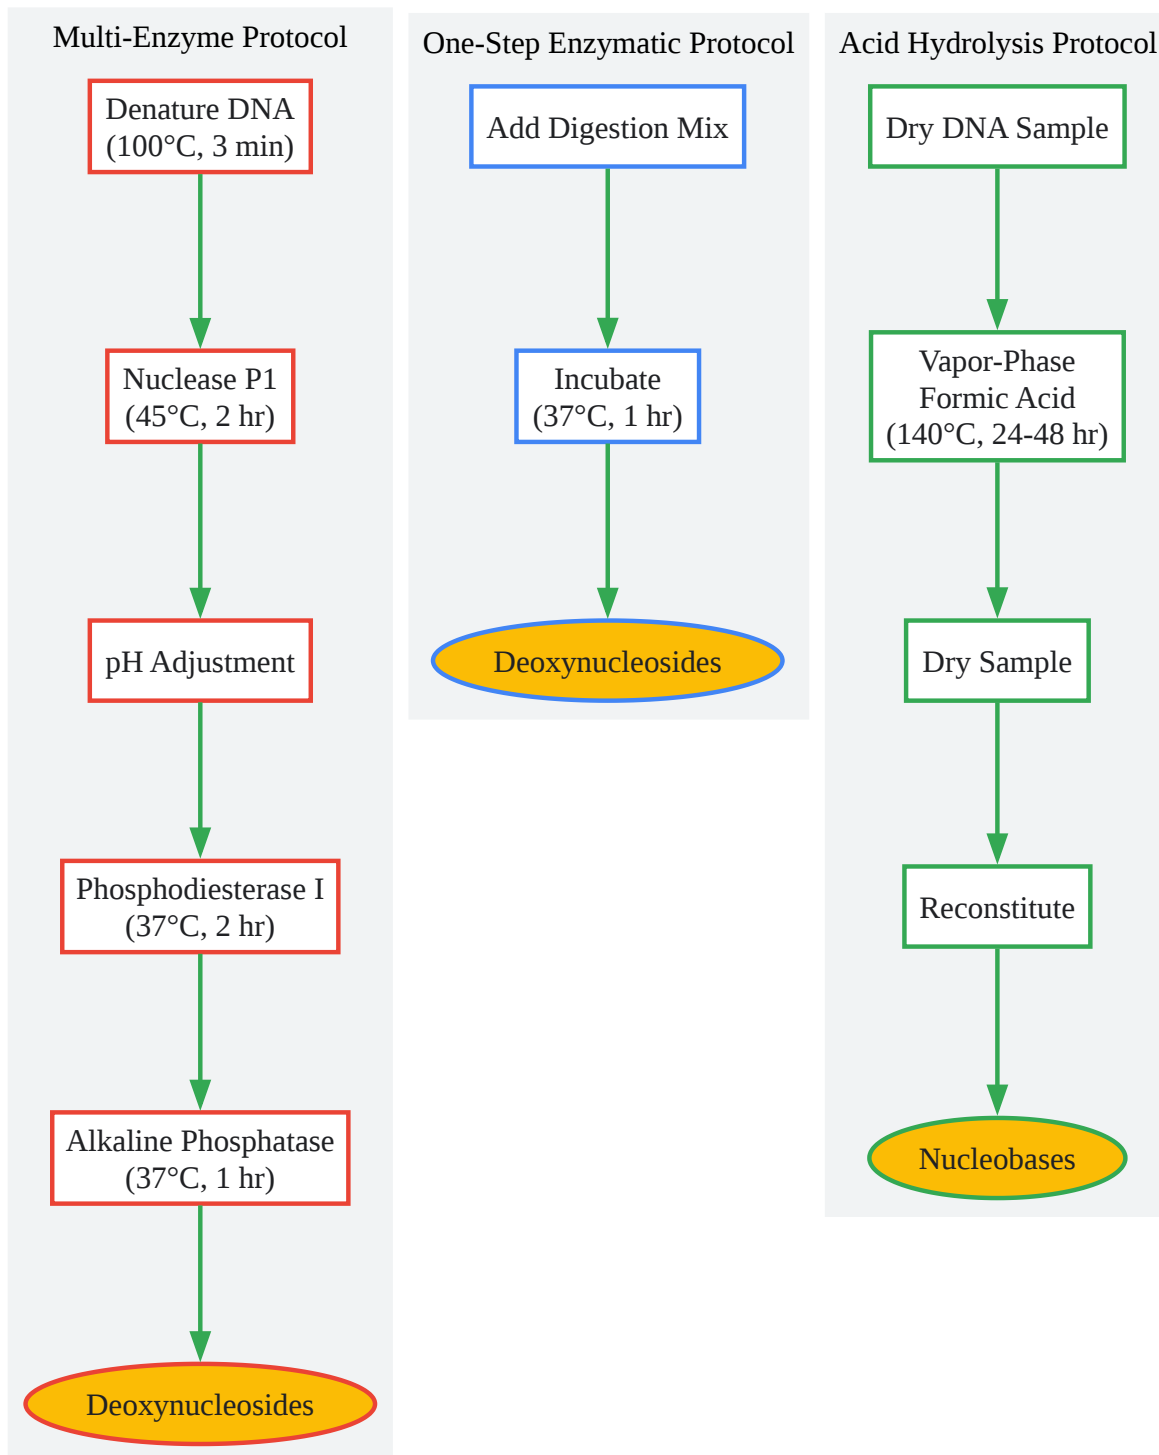 Multi-Enzyme Protocol
Denature DNA
(100°C, 3 min)
Nuclease P1
(45°C, 2 hr)
pH Adjustment
Phosphodiesterase I
(37°C, 2 hr)
Alkaline Phosphatase
(37°C, 1 hr)
Deoxynucleosides
One-Step Enzymatic Protocol
Add Digestion Mix
Incubate
(37°C, 1 hr)
Deoxynucleosides
Acid Hydrolysis Protocol
Dry DNA Sample
Vapor-Phase
Formic Acid
(140°C, 24-48 hr)
Dry Sample
Reconstitute
Nucleobases